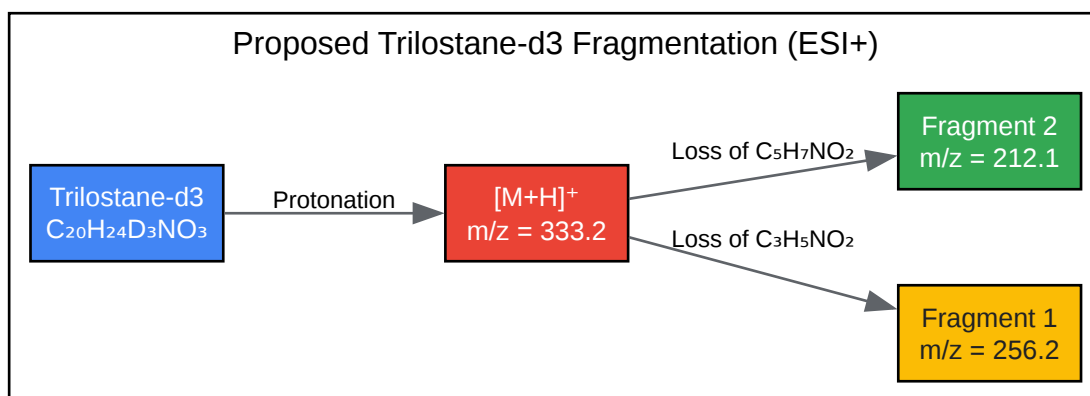 Proposed Trilostane-d3 Fragmentation (ESI+)
Trilostane-d3
C₂₀H₂₄D₃NO₃
Protonation
[M+H]⁺
m/z = 333.2
Loss of C₅H₇NO₂
Fragment 2
m/z = 212.1
Loss of C₃H₅NO₂
Fragment 1
m/z = 256.2